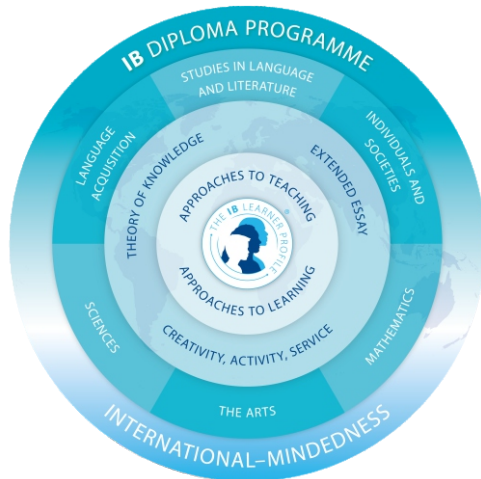 IB DIPLOMA PROGRAMME
STUDIES IN LANGUAGE
AND LITERATURE
LANGUAGE
ACQUISITION
INDIVIDUALS AND
SOCIETIES
THEORY OF KNOWLEDGE
EXTENDED ESSAY
APPROACHES TO TEACHING
THE IB LEARNER PROFILE
®
APPROACHES TO LEARNING
SCIENCES
MATHEMATICS
CREATIVITY, ACTIVITY, SERVICE
THE ARTS
INTERNATIONAL–MINDEDNESS